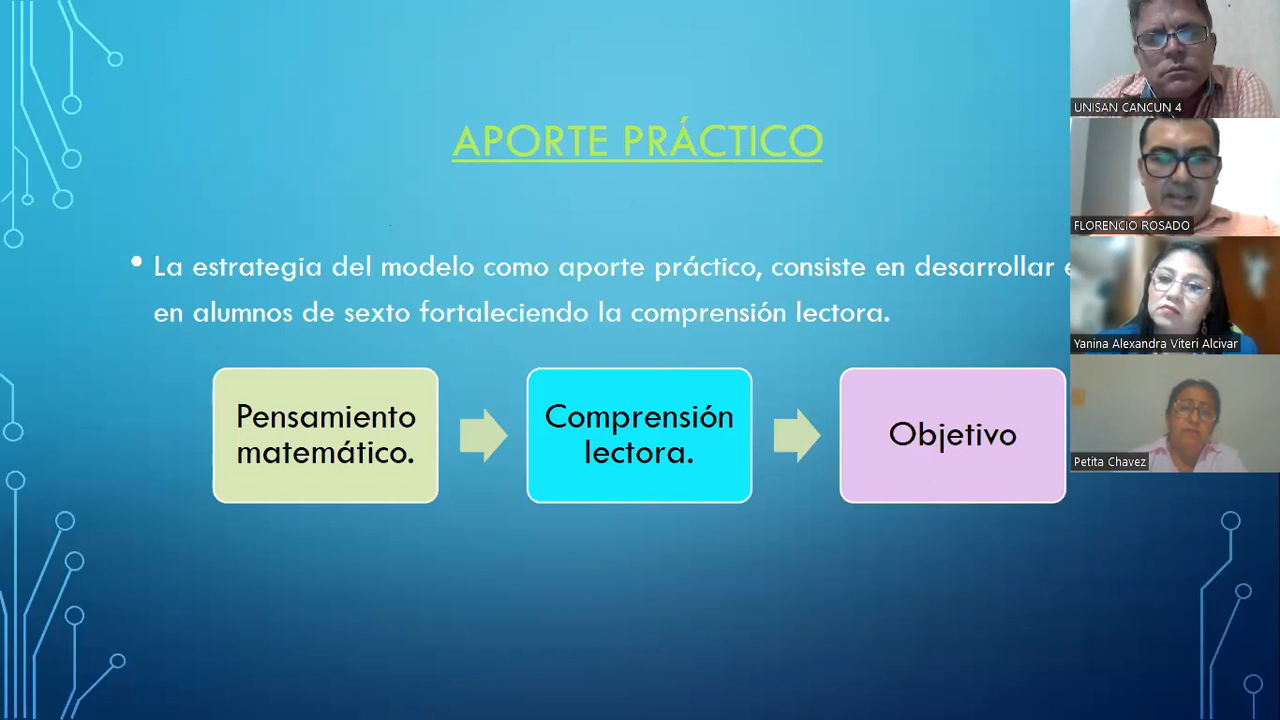 APORTE PRÁCTICO
• La estrategia del modelo como aporte práctico, consiste en desarrollar
en alumnos de sexto fortaleciendo la comprensión lectora.
Pensamiento
matemático.
Comprensión
lectora.
Objetivo
UNISAN CANCUN 4
FLORENCIO ROSADO
Yanina Alexandra Viteri Alcivar
Petita Chavez